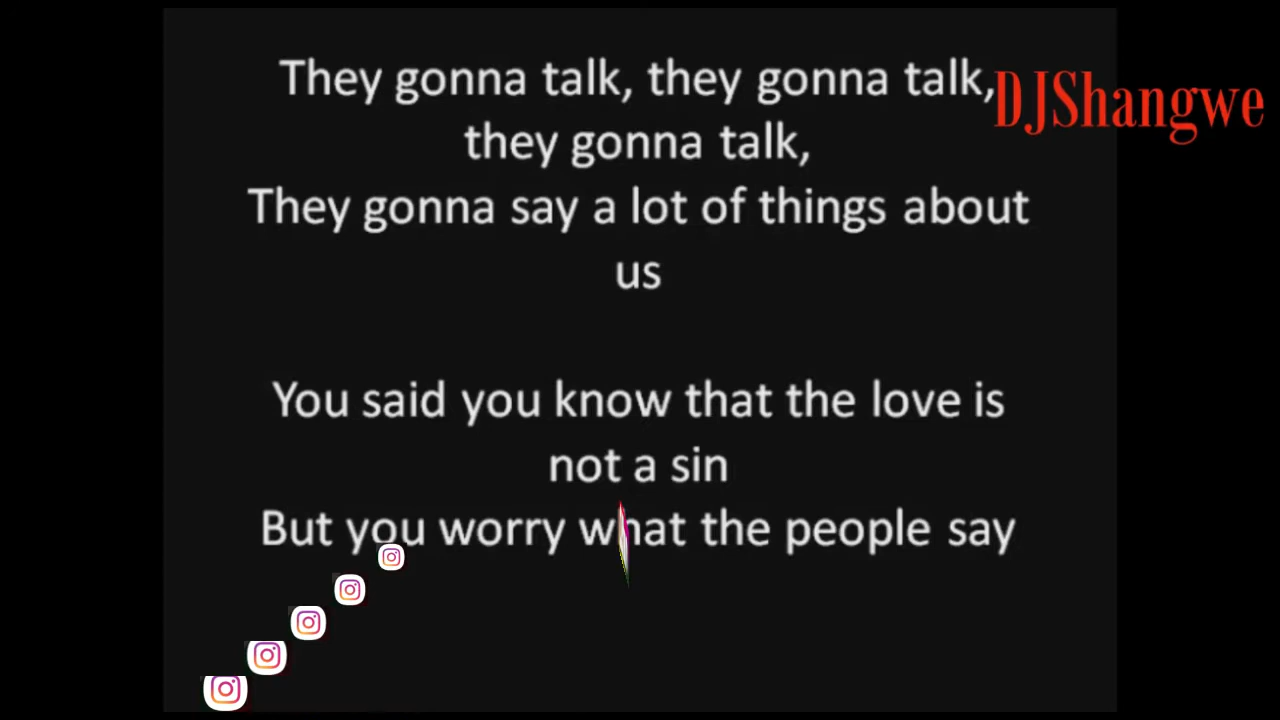 They gonna talk, they gonna talk,
DJShangwe
they gonna talk,
They gonna say a lot of things about
us
You said you know that the love is
not a sin
But you worry what the people say